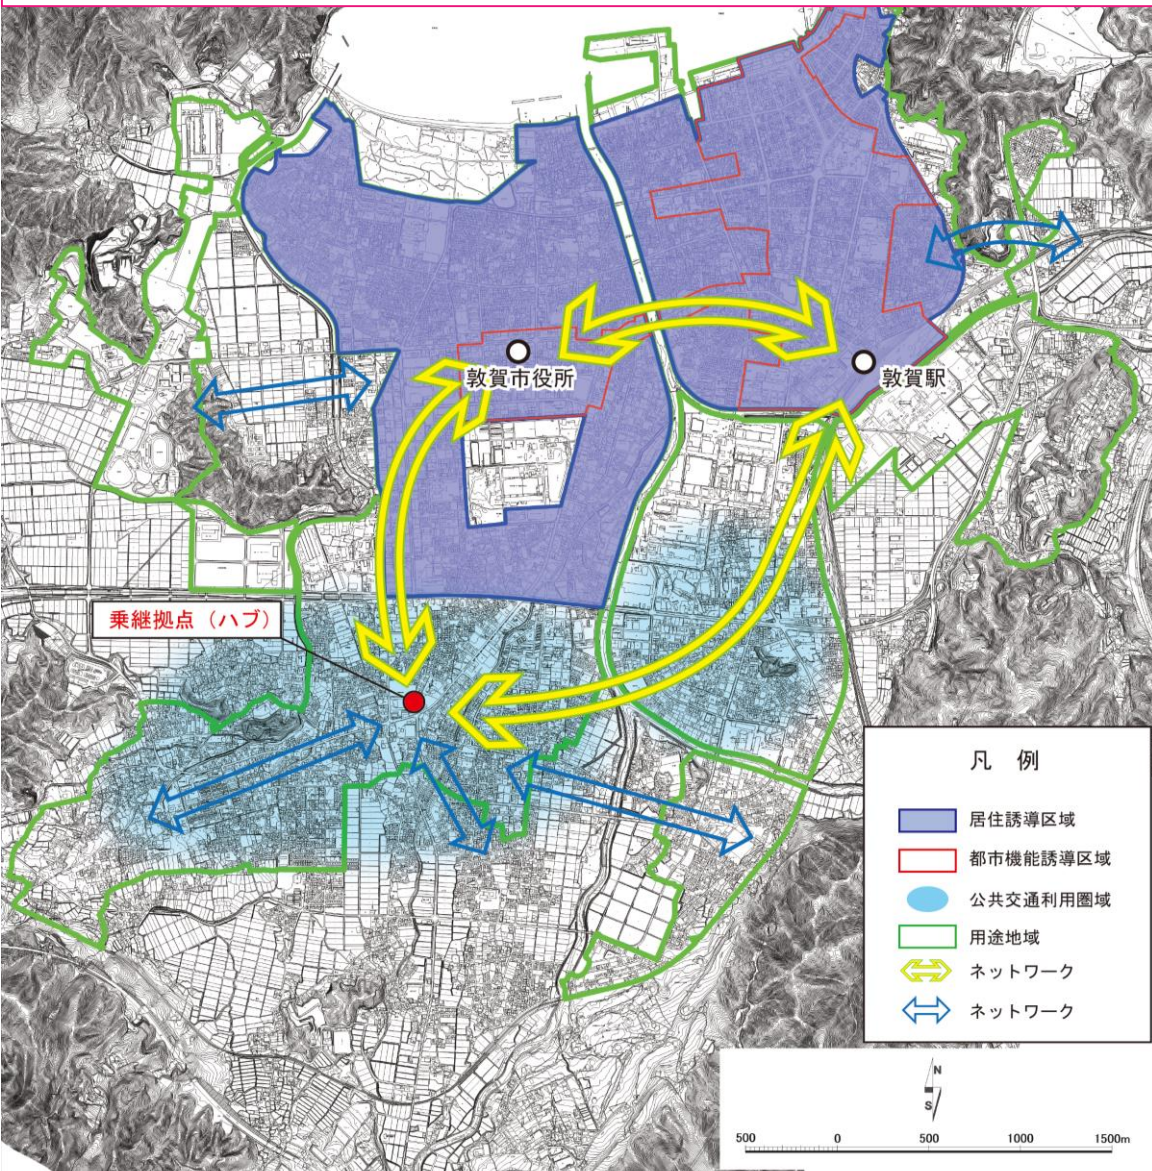 敦賀市役所
敦賀駅
乗継拠点（ハブ）
凡 例
居住誘導区域
都市機能誘導区域
公共交通利用圏域
用途地域
ネットワーク
ネットワーク
N
S
500 0 500 1000 1500m